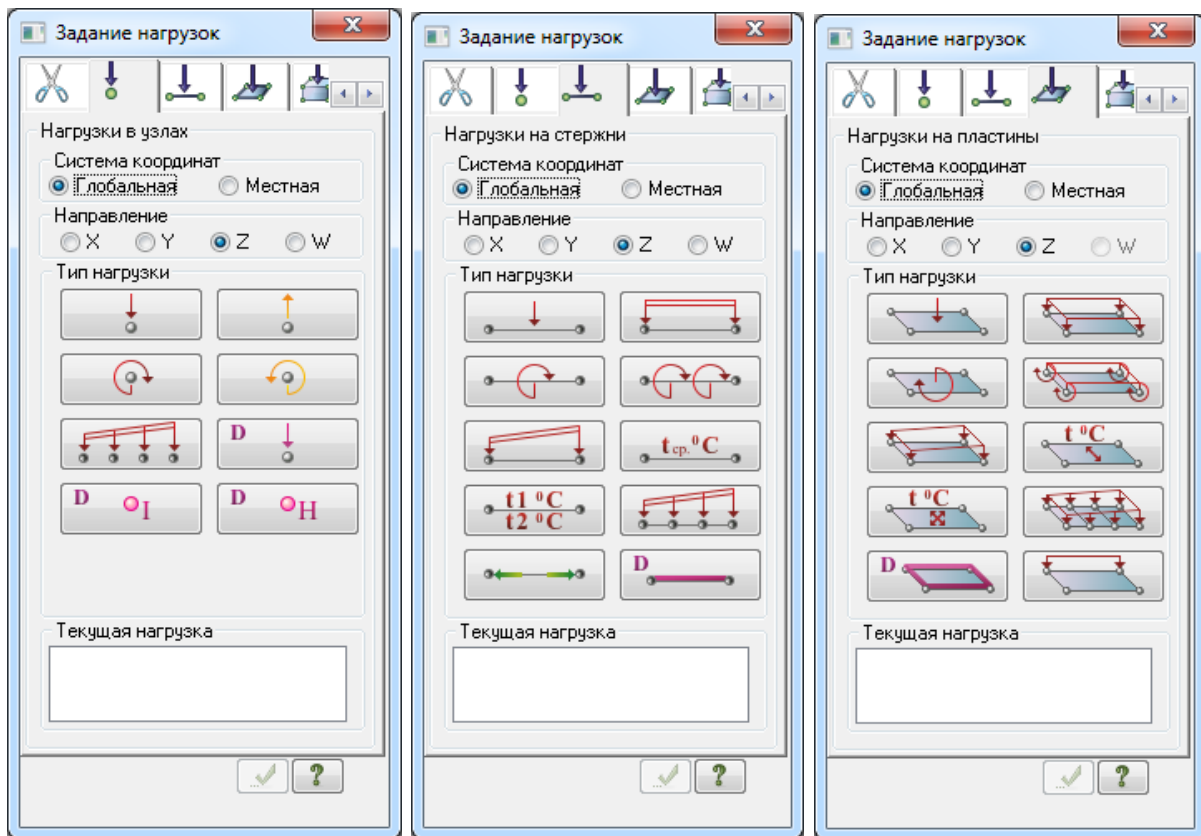 Задание нагрузок
Нагрузки в узлах
Система координат
Глобальная Местная
Направление
X Y Z W
Тип нагрузки
D
D I D H
Текущая нагрузка
?
Задание нагрузок
Нагрузки на стержни
Система координат
Глобальная Местная
Направление
X Y Z W
Тип нагрузки
t ср. ⁰C
t1 ⁰C
t2 ⁰C
D
Текущая нагрузка
?
Задание нагрузок
Нагрузки на пластины
Система координат
Глобальная Местная
Направление
X Y Z W
Тип нагрузки
t ⁰C
t ⁰C
D
Текущая нагрузка
?